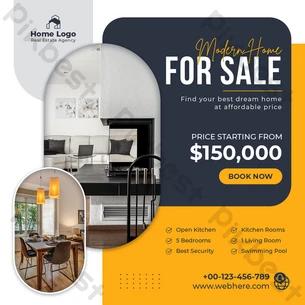 Home Logo
Real Estate Agency
Modern Home
FOR SALE
Find your best dream home
at affordable price
PRICE STARTING FROM
$150,000
BOOK NOW
Open Kitchen
5 Bedrooms
Best Security
Kitchen Rooms
1 Living Room
Swimming Pool
+00-123-456-789
www.webhere.com
pikbest